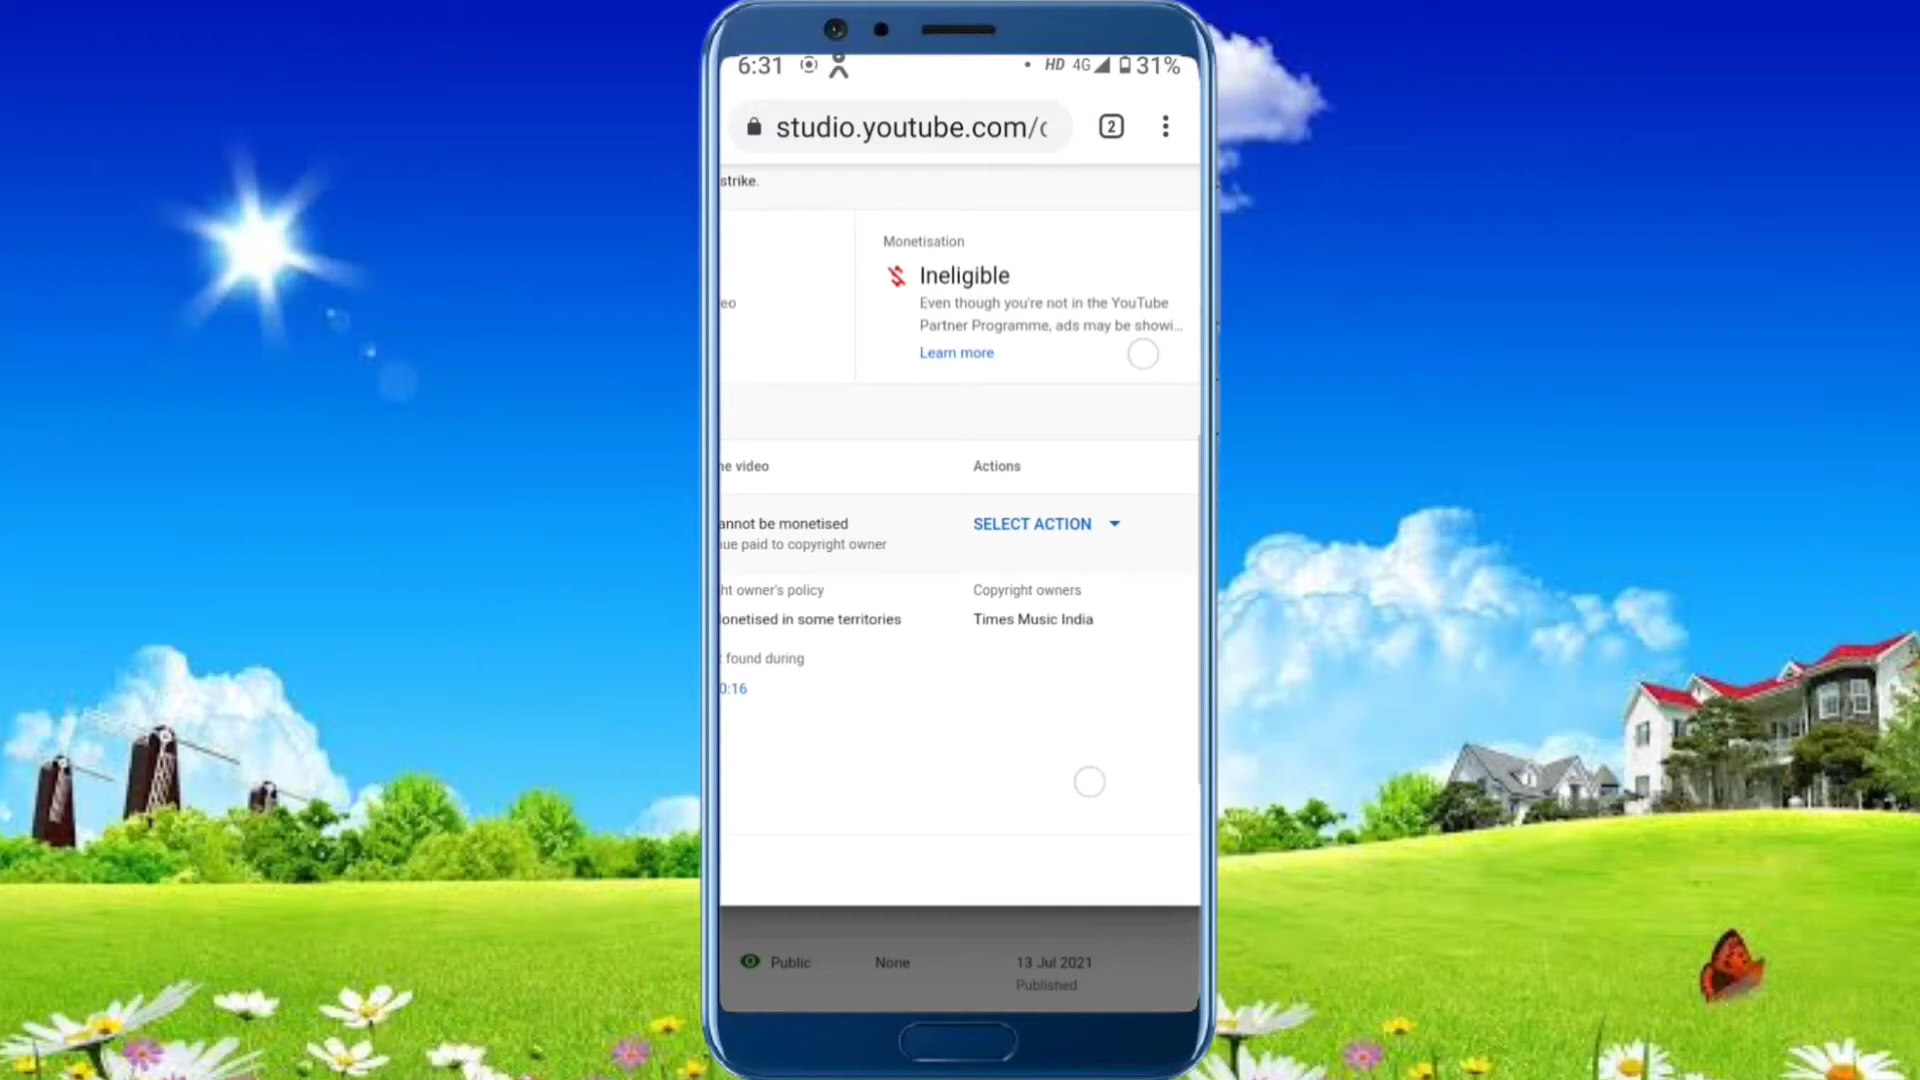 6:31
HD 4G 31%
studio.youtube.com/
2
strike.
Monetisation
Ineligible
eo
Even though you're not in the YouTube
Partner Programme, ads may be showi...
Learn more
video
Actions
annot be monetised
SELECT ACTION
ue paid to copyright owner
ht owner's policy
Copyright owners
onetised in some territories
Times Music India
found during
0:16
Public
None
13 Jul 2021
Published